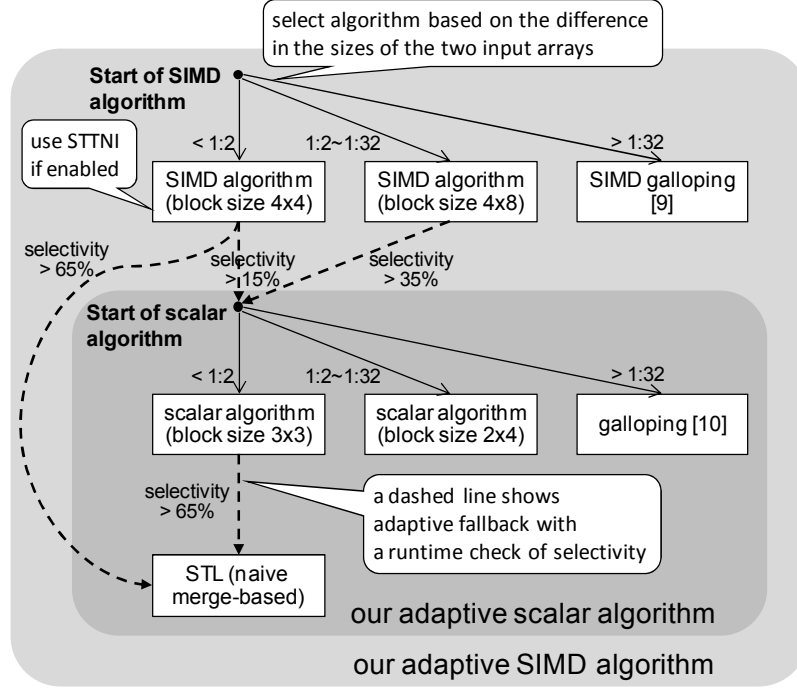 select algorithm based on the difference
in the sizes of the two input arrays
Start of SIMD
algorithm
use STTNI
if enabled
< 1:2
1:2~1:32
> 1:32
SIMD algorithm
(block size 4x4)
SIMD algorithm
(block size 4x8)
SIMD galloping
[9]
selectivity
> 65%
selectivity
> 15%
selectivity
> 35%
Start of scalar
algorithm
< 1:2
1:2~1:32
> 1:32
scalar algorithm
(block size 3x3)
scalar algorithm
(block size 2x4)
galloping [10]
selectivity
> 65%
a dashed line shows
adaptive fallback with
a runtime check of selectivity
STL (naive
merge-based)
our adaptive scalar algorithm
our adaptive SIMD algorithm